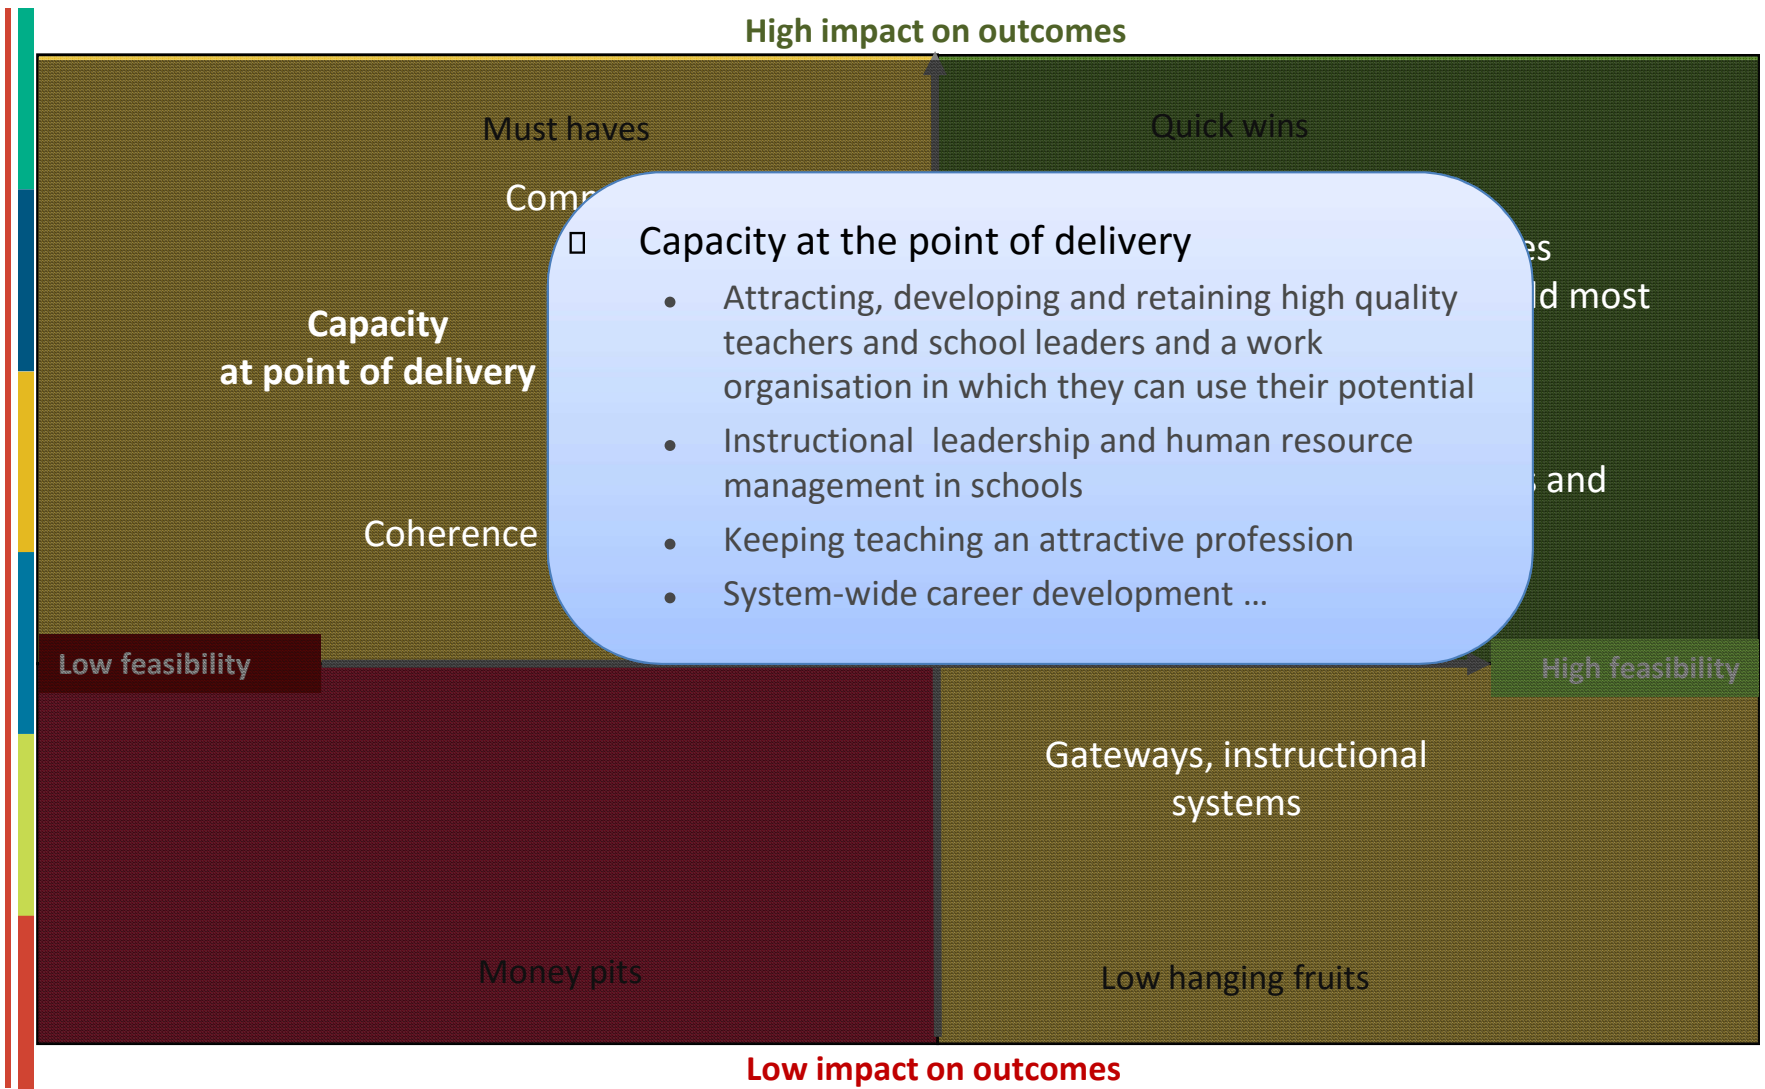 High impact on outcomes
Must haves
Quick wins
Capacity at the point of delivery
Attracting, developing and retaining high quality
teachers and school leaders and a work
organisation in which they can use their potential
Instructional leadership and human resource
management in schools
Keeping teaching an attractive profession
System-wide career development ...
most
Capacity
at point of delivery
and
Coherence
Low feasibility
High feasibility
Gateways, instructional
systems
Money pits
Low hanging fruits
Low impact on outcomes